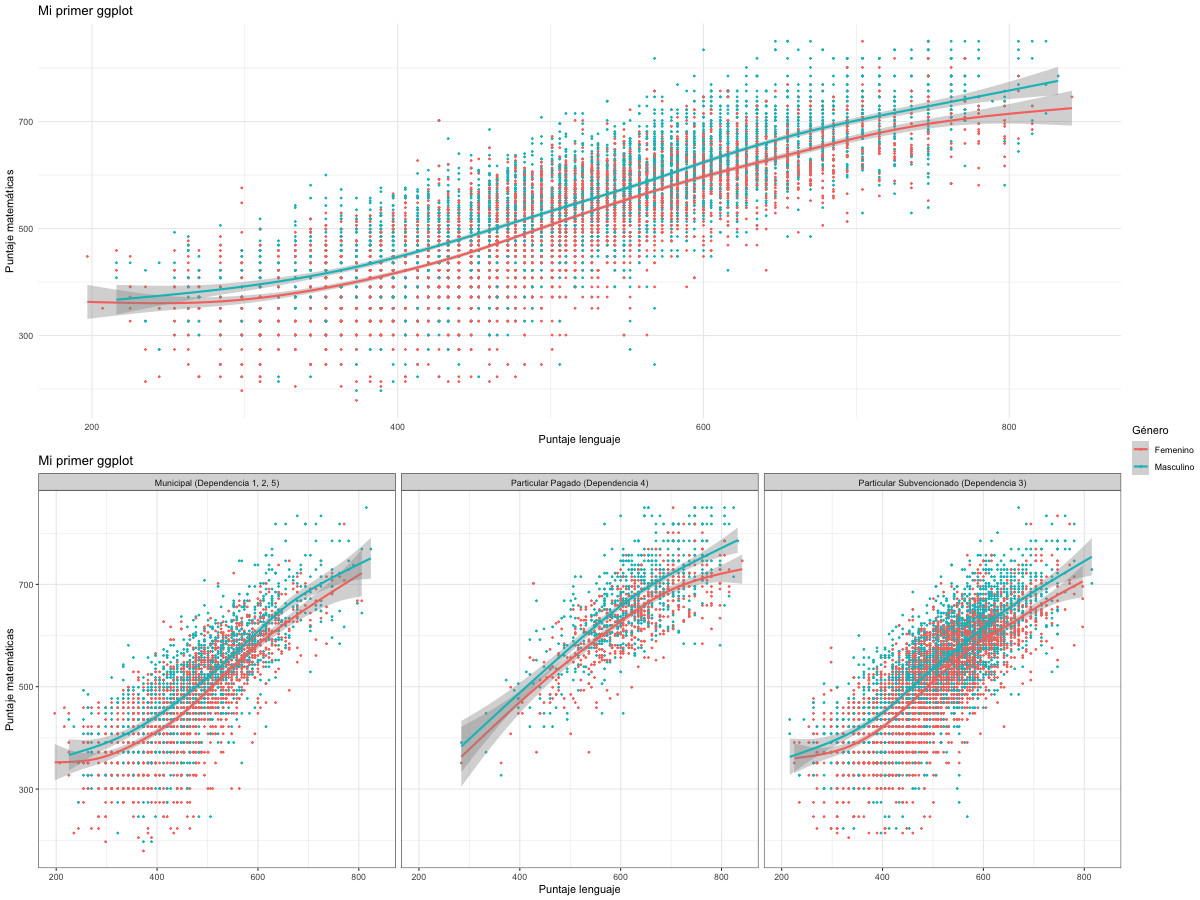 Mi primer ggplot
Puntaje matemáticas
700
500
300
200 400 600 800
Puntaje lenguaje
Género
Femenino
Masculino
Mi primer ggplot
Municipal (Dependencia 1, 2, 5) Particular Pagado (Dependencia 4) Particular Subvencionado (Dependencia 3)
Puntaje matemáticas
700
500
300
200 400 600 800 200 400 600 800 200 400 600 800
Puntaje lenguaje